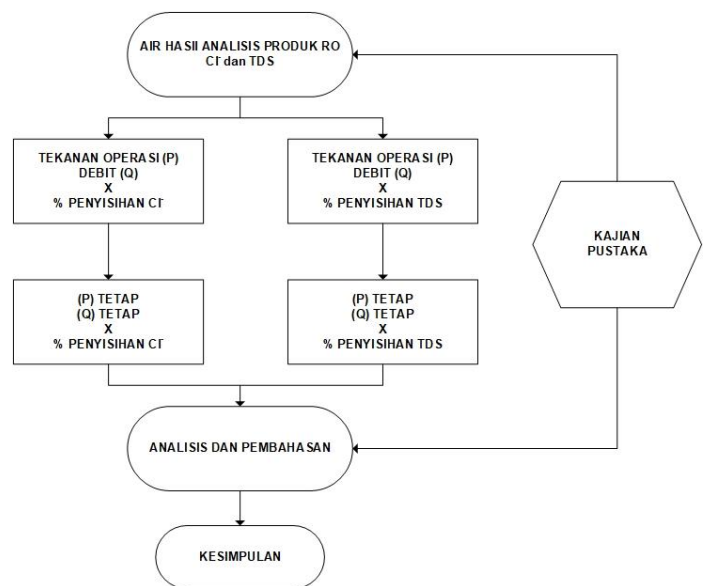 AIR HASIl ANALISIS PRODUK RO
Cl⁻ dan TDS
TEKANAN OPERASI (P)
DEBIT (Q)
X
% PENYISIHAN Cl⁻
TEKANAN OPERASI (P)
DEBIT (Q)
X
% PENYISIHAN TDS
KAJIAN
PUSTAKA
(P) TETAP
(Q) TETAP
X
% PENYISIHAN Cl⁻
(P) TETAP
(Q) TETAP
X
% PENYISIHAN TDS
ANALISIS DAN PEMBAHASAN
KESIMPULAN